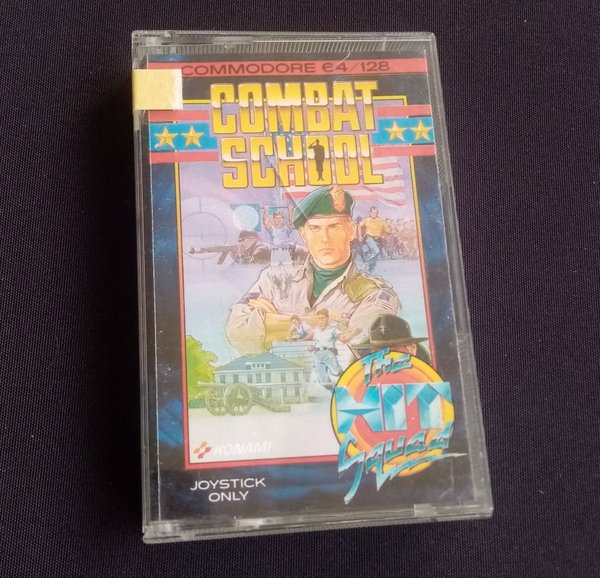 COMMODORE 64/128
COMBAT
SCHOOL
The
HIT
Squad
KONAMI
JOYSTICK
ONLY